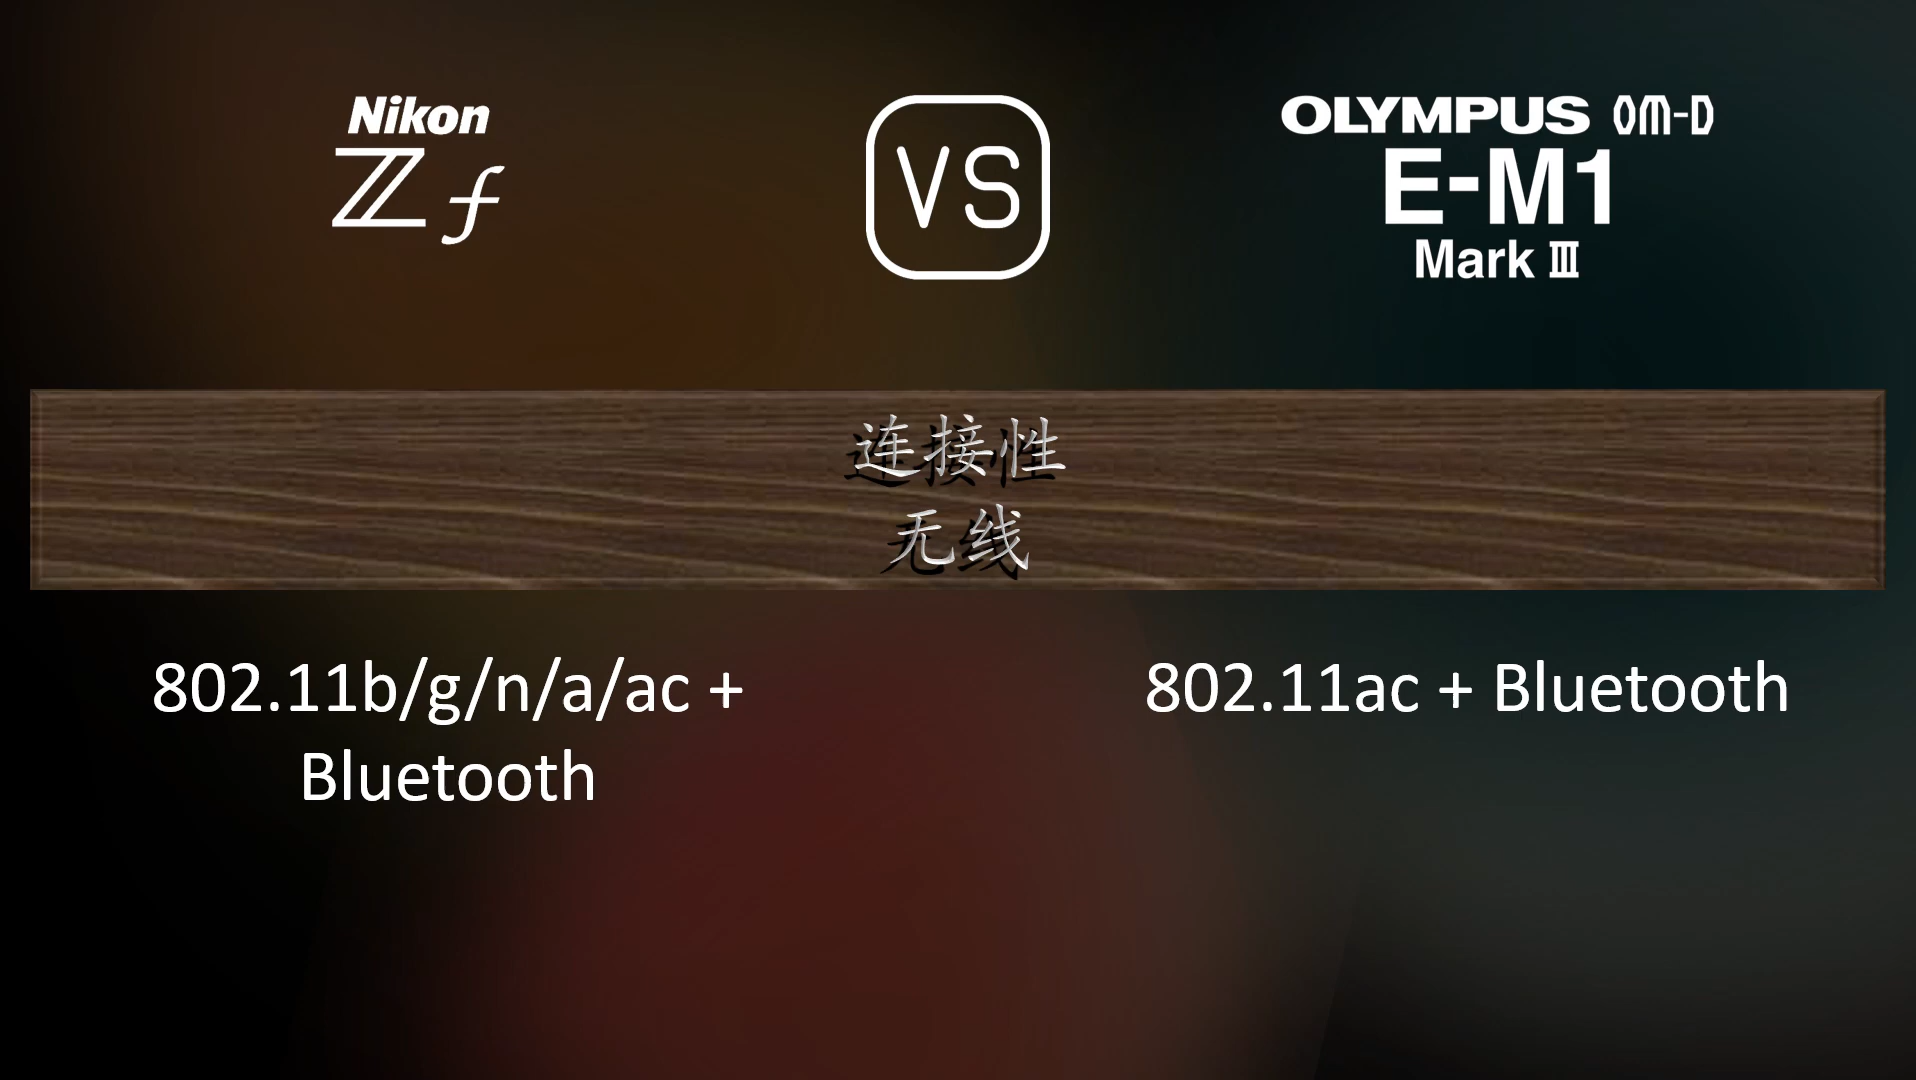 Nikon
Z f
VS
OLYMPUS OM-D
E-M1
Mark III
连接性
无线
802.11b/g/n/a/ac +
Bluetooth
802.11ac + Bluetooth